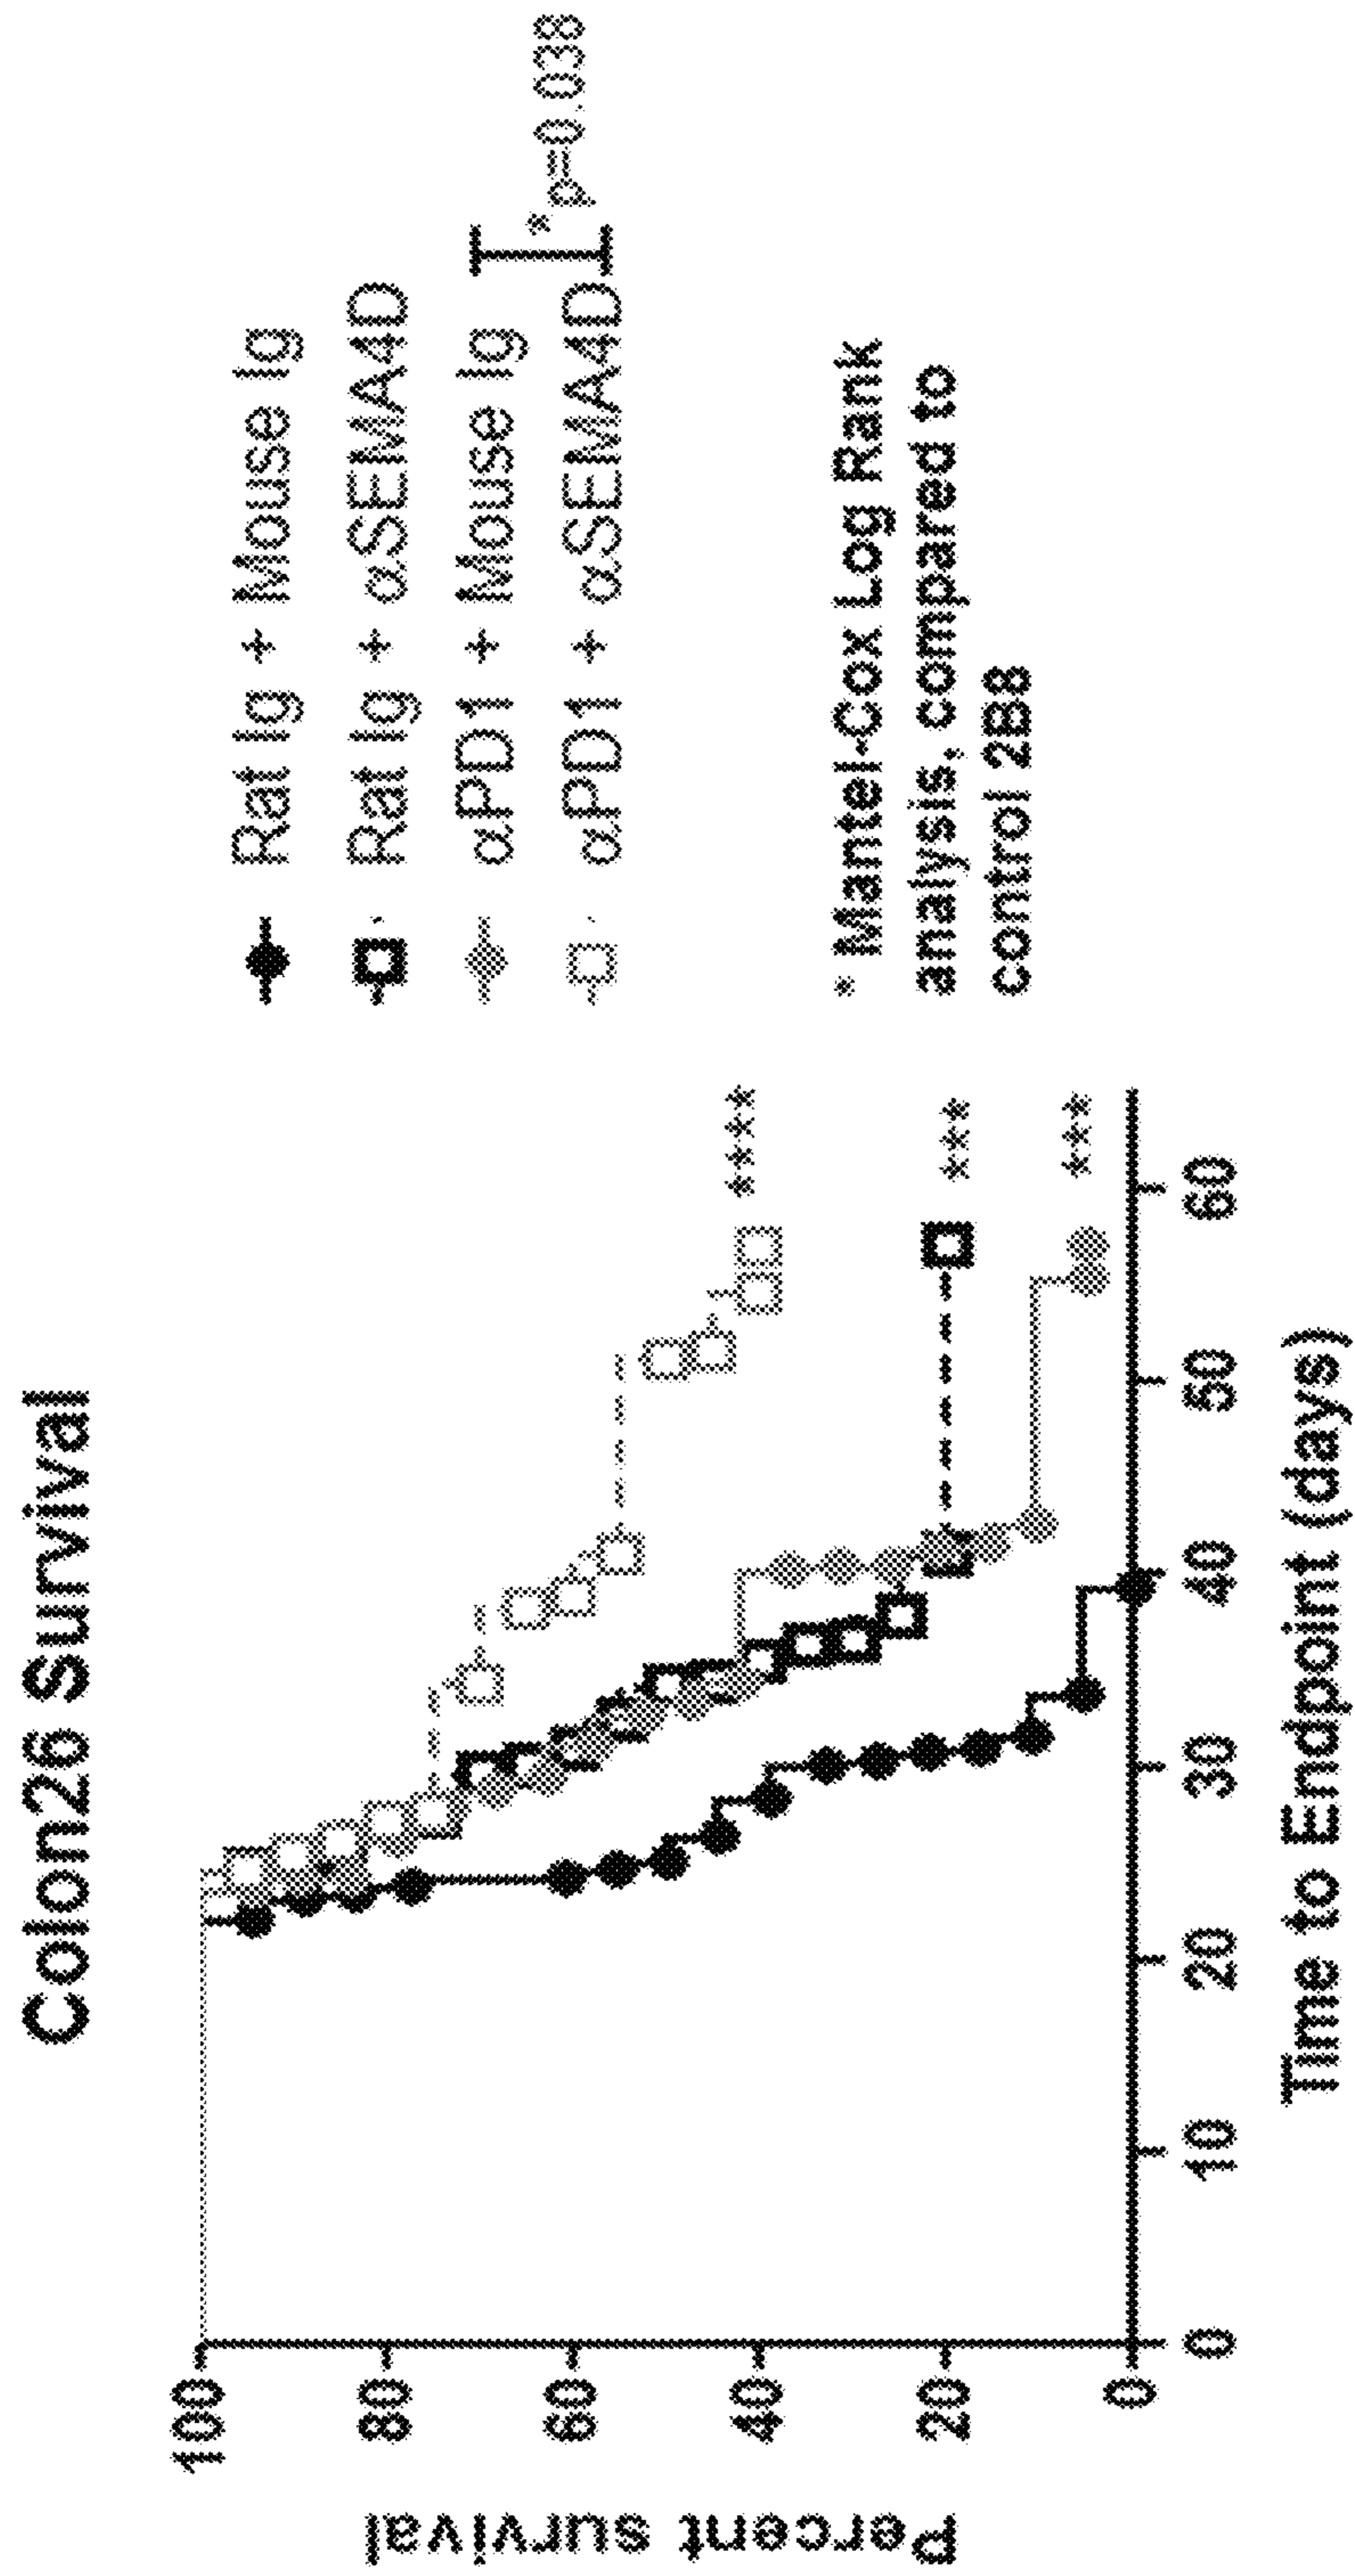 Colon26 Survival
Percent survival
100
80
60
40
20
0
0 10 20 30 40 50 60
Time to Endpoint (days)
****
***
***
Rat Ig + Mouse Ig
Rat Ig + αSEMA4D
αPD1 + Mouse Ig
αPD1 + αSEMA4D
* p=0.038
* Mantel-Cox Log Rank
analysis, compared to
control 2B8